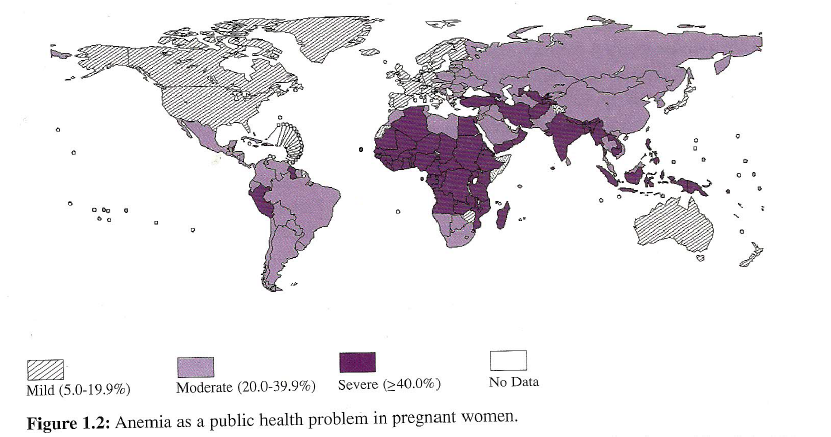 Mild (5.0-19.9%) Moderate (20.0-39.9%) Severe (≥40.0%) No Data
Figure 1.2: Anemia as a public health problem in pregnant women.